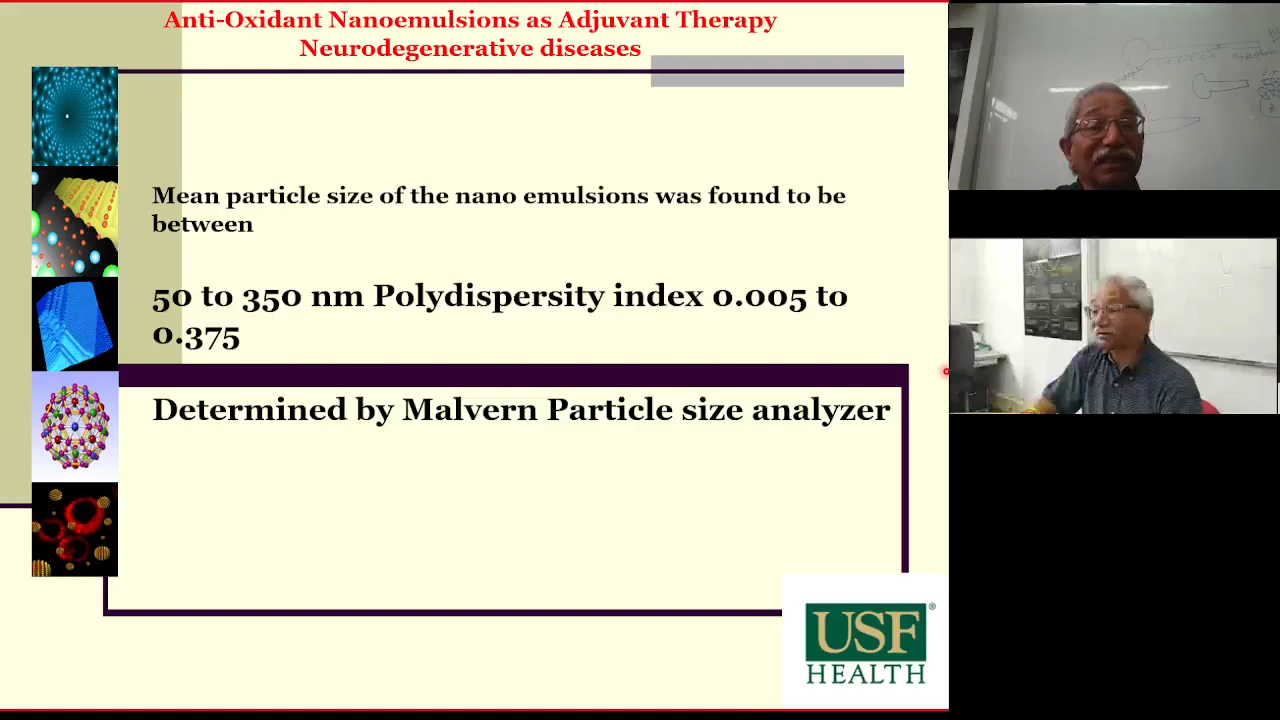 Anti-Oxidant Nanoemulsions as Adjuvant Therapy
Neurodegenerative diseases
Mean particle size of the nano emulsions was found to be
between
50 to 350 nm Polydispersity index 0.005 to
0.375
Determined by Malvern Particle size analyzer
USF®
HEALTH